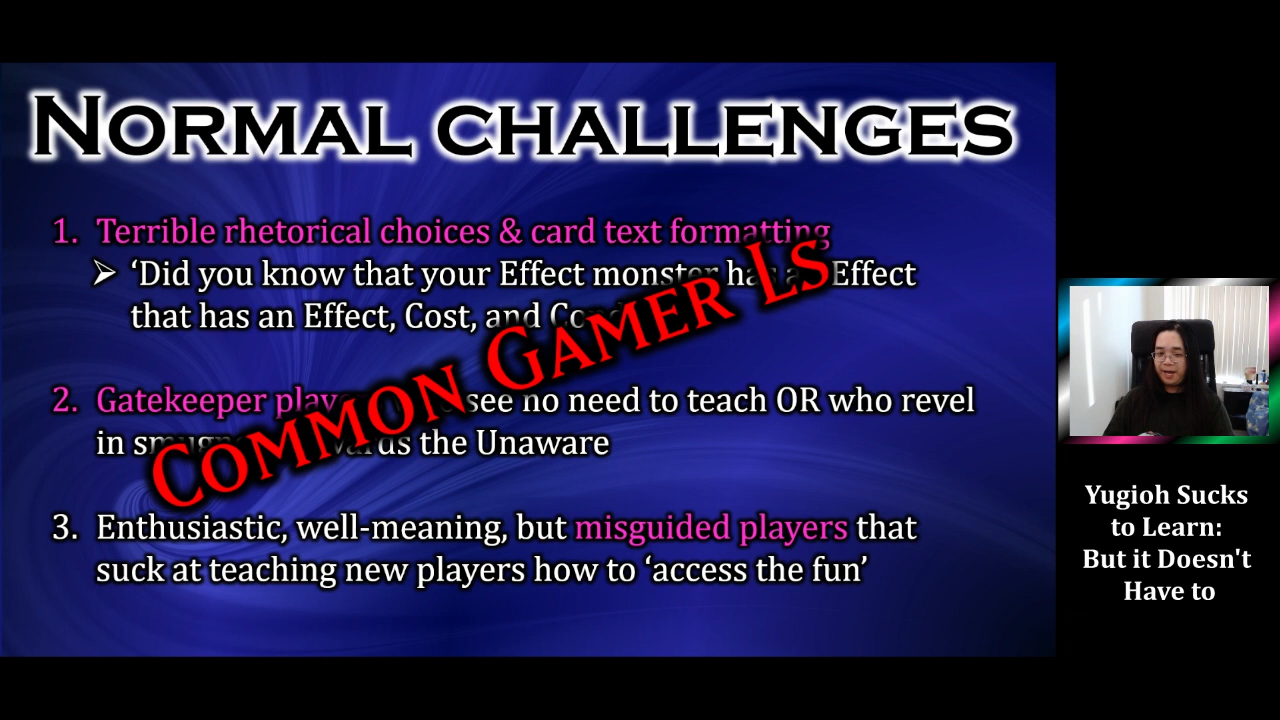 NORMAL CHALLENGES
1. Terrible rhetorical choices & card text formatting
➢ ‘Did you know that your Effect monster has an Effect
that has an Effect, Cost, and
2. Gatekeeper see no need to teach OR who revel
in the Unaware
3. Enthusiastic, well-meaning, but misguided players that
suck at teaching new players how to ‘access the fun’
COMMON GAMER LS
Yugioh Sucks
to Learn:
But it Doesn't
Have to